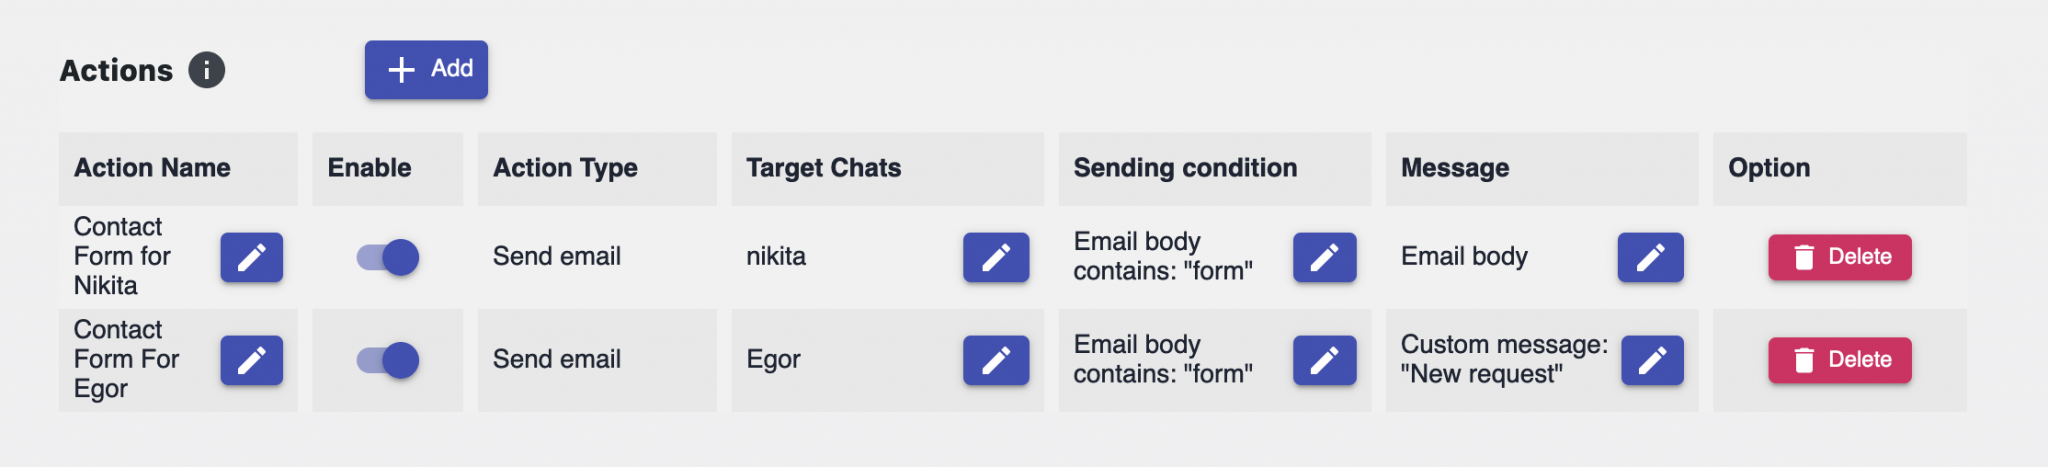 Actions
Add
Action Name Enable Action Type Target Chats Sending condition Message Option
Contact
Form for
Nikita
Send email
nikita
Email body
contains: "form"
Email body
Delete
Contact
Form For
Egor
Send email
Egor
Email body
contains: "form"
Custom message:
"New request"
Delete